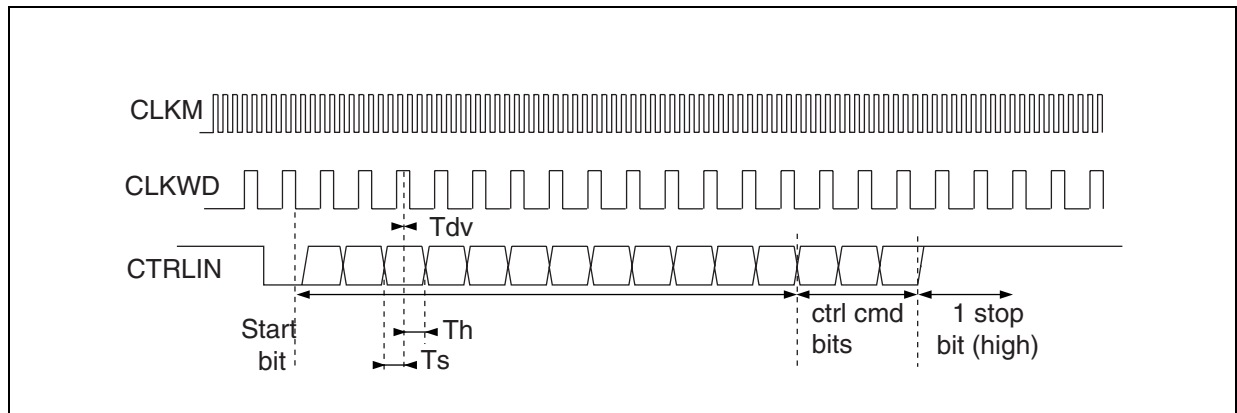 CLKM
CLKWD
Tdv
CTRLIN
Start
bit
Th
Ts
ctrl cmd
bits
1 stop
bit (high)